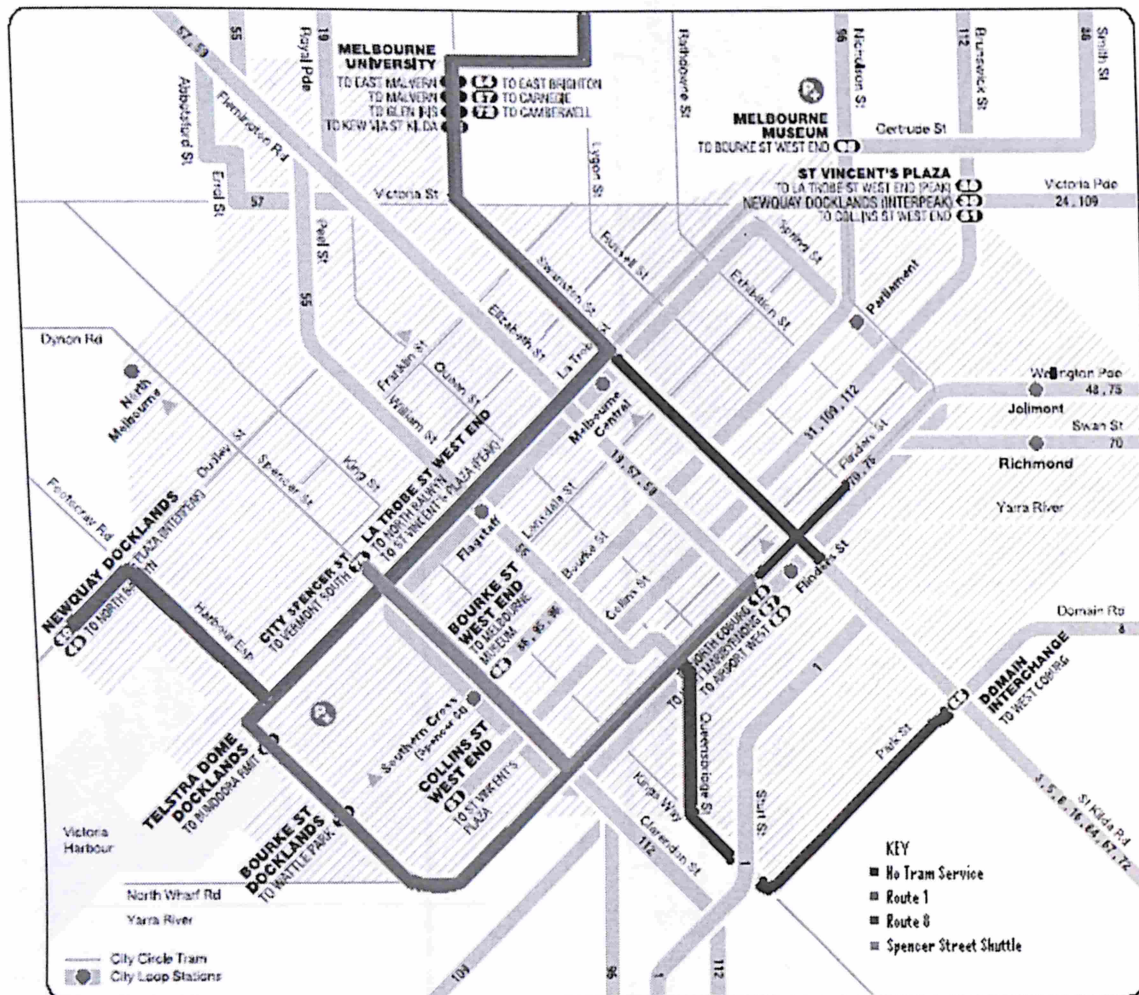 57, 59
55
19
Royal Pde
Abbotsford St
Flemington Rd
Errol St
57
Victoria St
Peel St
55
MELBOURNE
UNIVERSITY
TO EAST MALVERN
64 TO EAST BRIGHTON
TO MALVERN
67 TO CARNEGIE
TO GLEN IRIS
72 TO CAMBERWELL
TO KEW VIA ST KILDA
Lygon St
Rathdowne St
96
Nicholson St
112
Brunswick St
86
Smith St
MELBOURNE
MUSEUM
TO BOURKE ST WEST END
Gertrude St
ST VINCENT'S PLAZA
TO LA TROBE ST WEST END (PEAK)
NEWQUAY DOCKLANDS (INTERPEAK)
TO COLLINS ST WEST END
Victoria Pde
24, 109
Spring St
Parliament
Russell St
Exhibition St
Swanston St
Elizabeth St
La Trob
Franklin St
Queen St
William St
Dynon Rd
North
Melbourne
Dudley St
Spencer St
King St
Footscray Rd
Melbourne
Central
19, 57, 59
31, 109, 112
Flinders St
70, 75
Wellington Pde
48, 75
Jolimont
Swan St
70
Richmond
Yarra River
Lonsdale St
Bourke St
Collins St
55
Flagstaff
LA TROBE ST WEST END
TO NORTH BALWYN
TO ST VINCENT'S PLAZA (PEAK)
CITY SPENCER ST
TO VERMONT SOUTH
NEWQUAY DOCKLANDS
PLAZA (INTERPEAK)
Harbour Esp
BOURKE ST
WEST END
TO MELBOURNE
MUSEUM
86, 95, 96
Flinders St
TO AIRPORT WEST
1
Domain Rd
8
DOMAIN
INTERCHANGE
TO WEST COBURG
Park St
St Kilda Rd
3, 5, 6, 16, 64, 67, 72
Queensbridge St
Kings Way
Sturt St
1
Clarendon St
112
Southern Cross
(Spencer St)
COLLINS ST
WEST END
TO ST VINCENT'S
PLAZA
TELSTRA DOME
DOCKLANDS
TO BUNDOORA RMIT
BOURKE ST
DOCKLANDS
TO WATTLE PARK
Victoria
Harbour
North Wharf Rd
Yarra River
109
96
1
112
City Circle Tram
City Loop Stations
KEY
No Tram Service
Route 1
Route 8
Spencer Street Shuttle